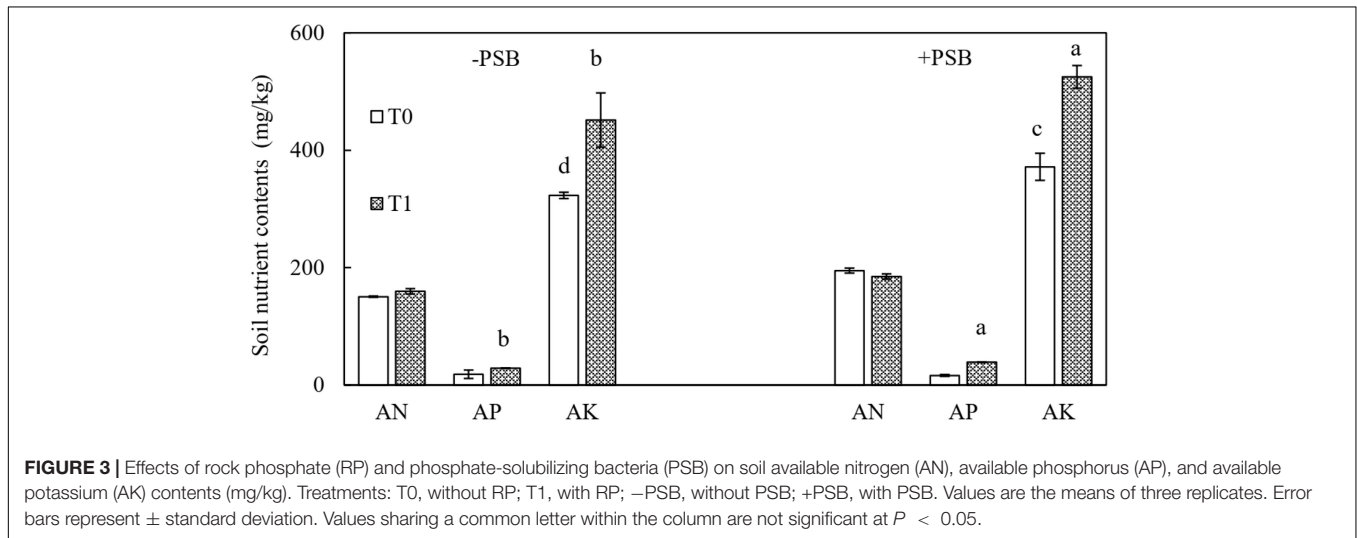 600
-PSB
b
+PSB
a
T0
400
d
c
T1
200
b
a
0
AN
AP
AK
AN
AP
AK
Soil nutrient contents (mg/kg)
FIGURE 3 | Effects of rock phosphate (RP) and phosphate-solubilizing bacteria (PSB) on soil available nitrogen (AN), available phosphorus (AP), and available
potassium (AK) contents (mg/kg). Treatments: T0, without RP; T1, with RP; −PSB, without PSB; +PSB, with PSB. Values are the means of three replicates. Error
bars represent ± standard deviation. Values sharing a common letter within the column are not significant at P < 0.05.